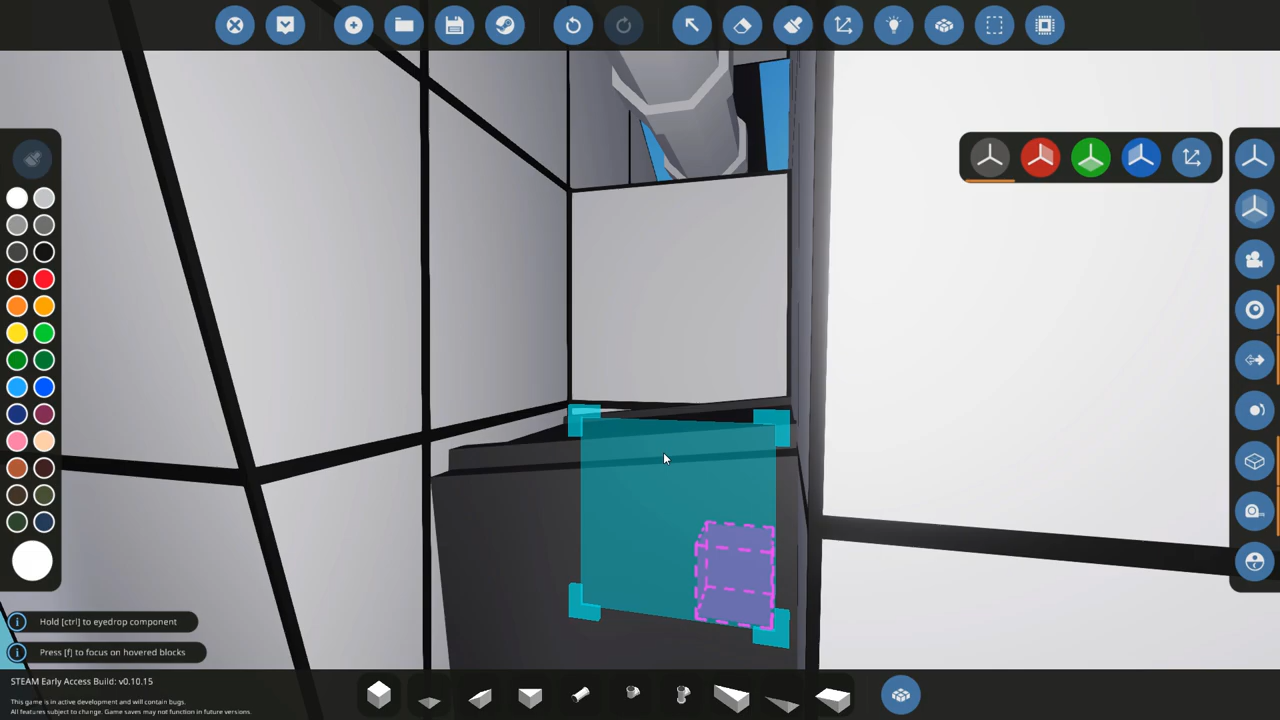 Hold [ctrl] to eyedrop component
Press [f] to focus on hovered blocks
STEAM Early Access Build: v0.10.15
This game is in active development and will contain bugs.
All features subject to change. Game saves may not function in future versions.